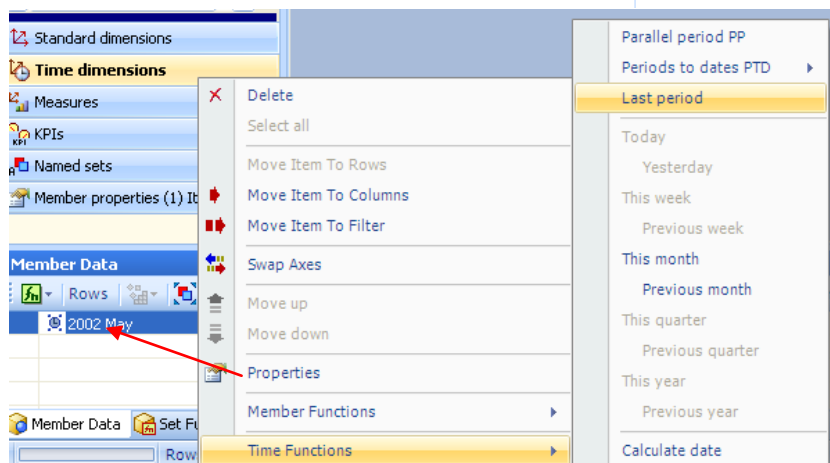 Standard dimensions
Time dimensions
Measures
KPI
KPIs
Named sets
Member properties (1) It
Member Data
Rows
2002 May
Member Data
Set Fu
Row
Delete
Select all
Move Item To Rows
Move Item To Columns
Move Item To Filter
Swap Axes
Move up
Move down
Properties
Member Functions
Time Functions
Parallel period PP
Periods to dates PTD
Last period
Today
Yesterday
This week
Previous week
This month
Previous month
This quarter
Previous quarter
This year
Previous year
Calculate date